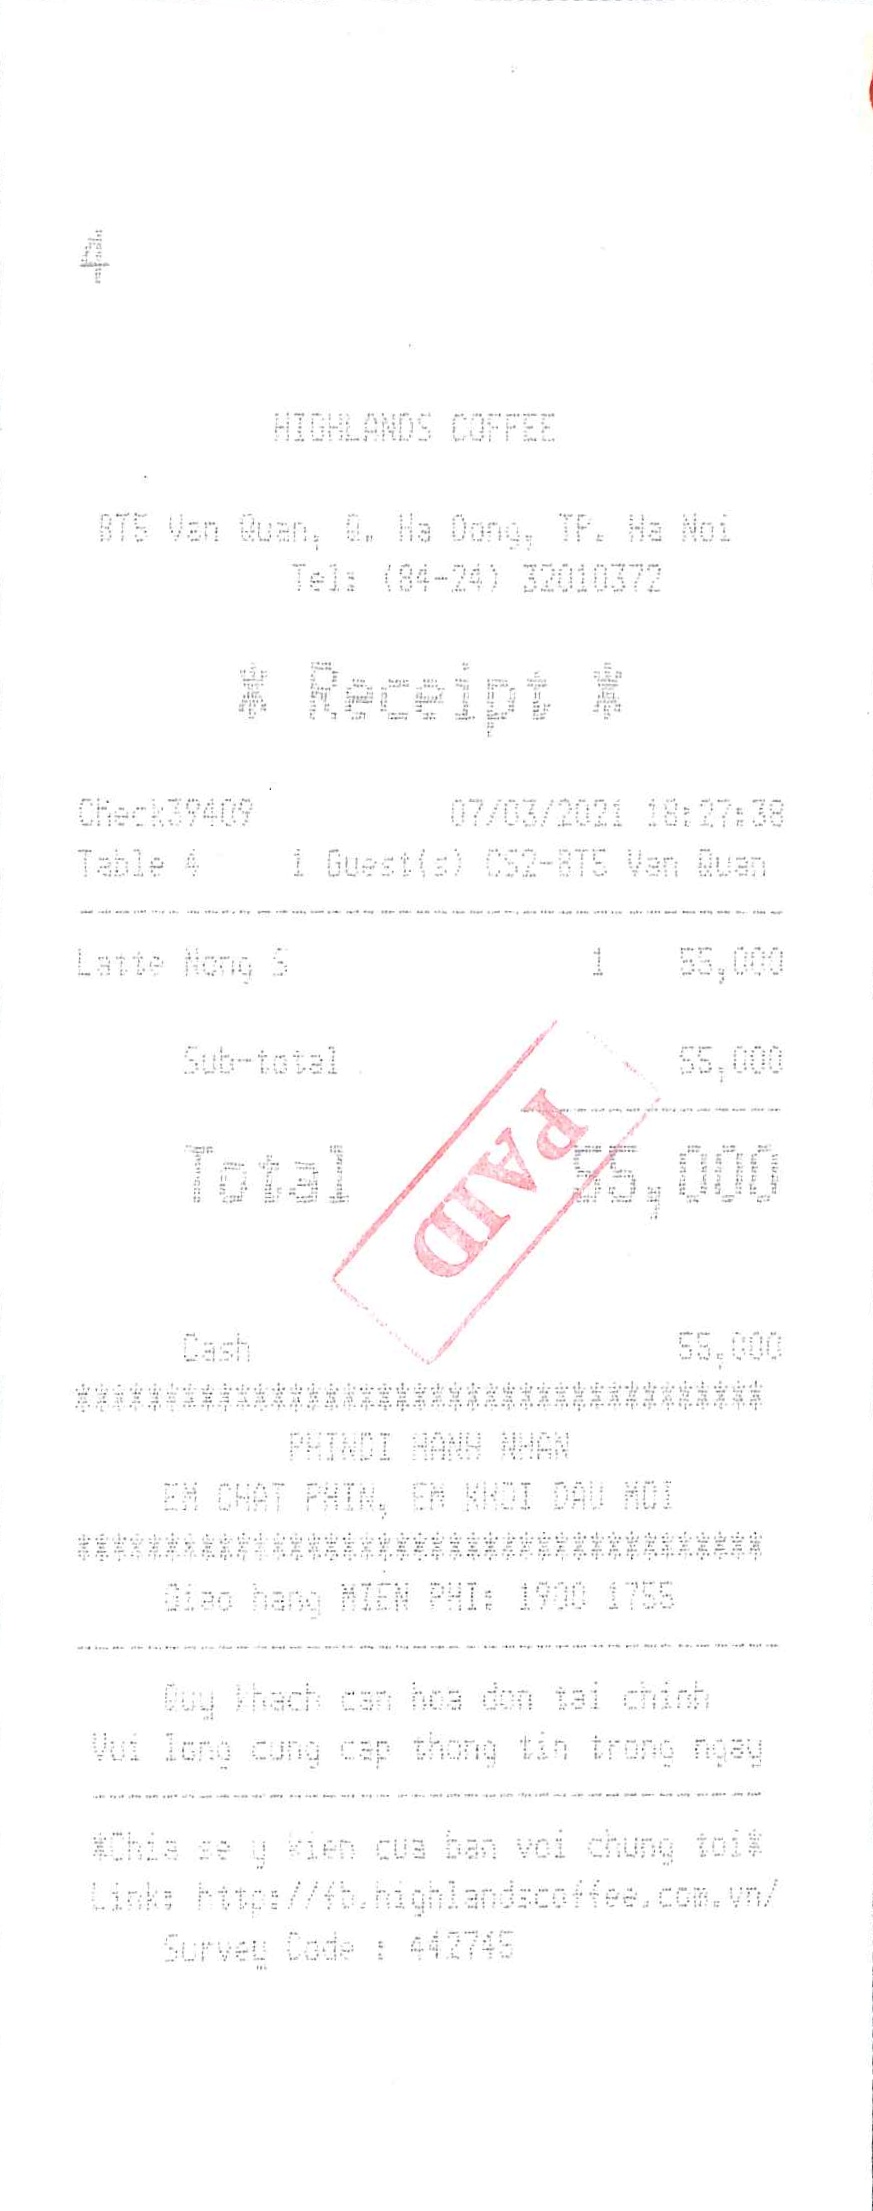 4
HIGHLANDS COFFEE
BT5 Van Quan, Q. Ha Dong, TP. Ha Noi
Tel: (84-24) 32010372
* Receipt *
Check39409 07/03/2021 18:27:38
Table 4 1 Guest(s) CS2-BT5 Van Quan
Latte Nong S 1 55,000
Sub-total 55,000
Total 55,000
PAID
Cash 55,000
***************************************
PHINDI HANH NHAN
EM CHAT PHIN, EM KHOI DAU MOI
***************************************
Giao hang MIEN PHI: 1900 1755
Quy khach can hoa don tai chinh
Vui long cung cap thong tin trong ngay
*Chia se y kien cua ban voi chung toi*
Link: http://fb.highlandscoffee.com.vn/
Survey Code : 442745